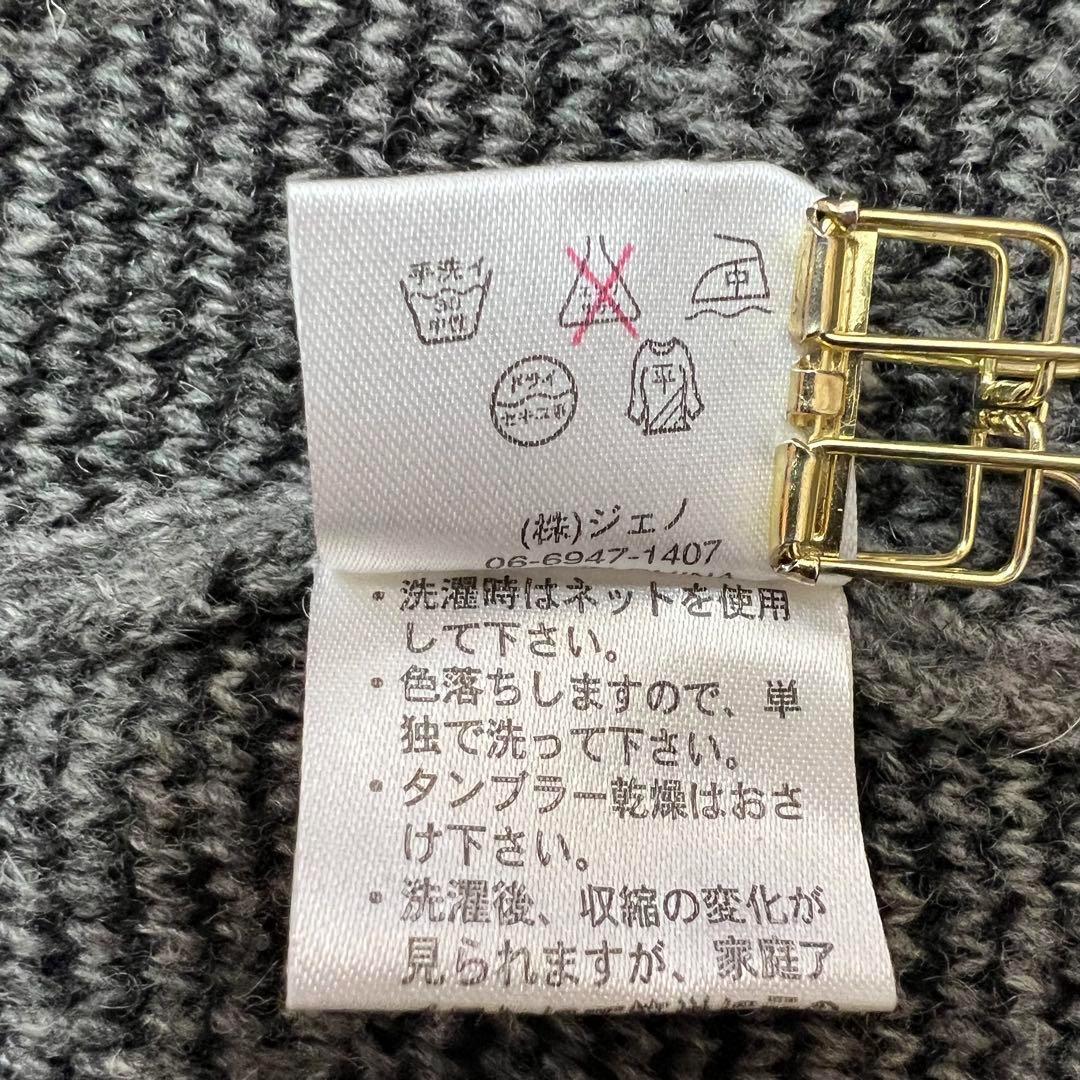 手洗イ
30
中性
中
ドライ
セキユ系
平
(株)ジェノ
06-6947-1407
・洗濯時はネットを使用
して下さい。
・色落ちしますので、単
独で洗って下さい。
・タンブラー乾燥はおさ
け下さい。
・洗濯後、収縮の変化が
見られますが、家庭ア